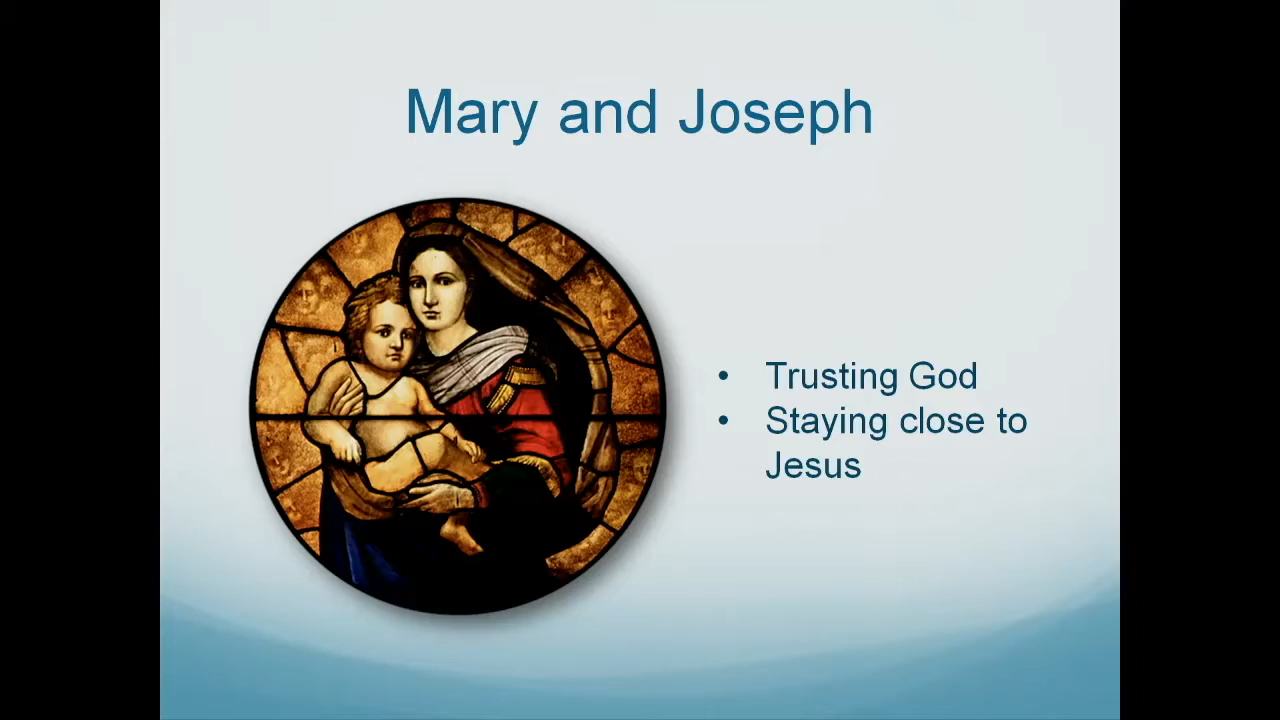 Mary and Joseph
• Trusting God
• Staying close to
Jesus